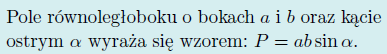 Pole równoległoboku o bokach a i b oraz kącie
ostrym α wyraża się wzorem: P = ab sin α.